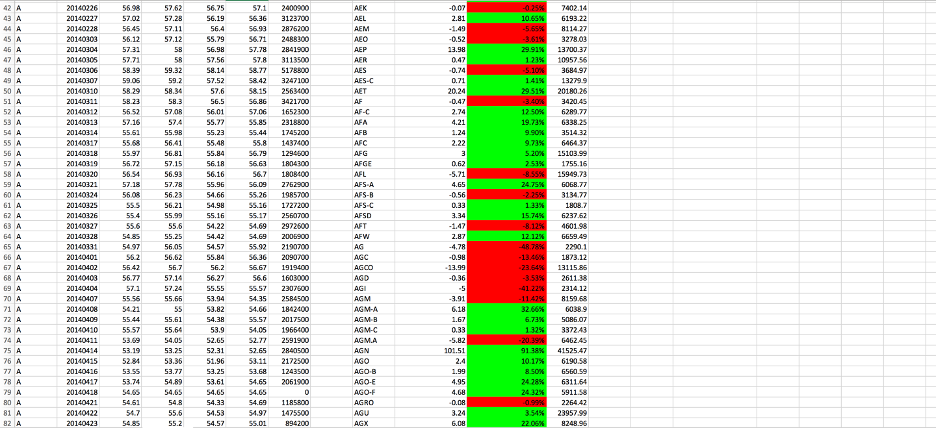 42 A 20140226 56.98 57.62 56.75 57.1 2400900 AEK -0.07 -0.25% 7402.14
43 A 20140227 57.02 57.28 56.19 56.36 3123700 AEL 2.81 10.65% 6193.22
44 A 20140228 56.45 57.11 56.4 56.93 2876200 AEM -1.49 -5.65% 8114.27
45 A 20140303 56.12 57.12 55.79 56.71 2488300 AEO -0.52 -3.61% 3278.03
46 A 20140304 57.31 58 56.98 57.78 2841900 AEP 13.98 29.91% 13700.37
47 A 20140305 57.71 58 57.56 57.8 3113500 AER 0.47 1.23% 10957.56
48 A 20140306 58.39 59.32 58.14 58.77 5178800 AES -0.74 -5.10% 3684.97
49 A 20140307 59.06 59.2 57.52 58.42 3247100 AES-C 0.71 1.41% 13279.9
50 A 20140310 58.29 58.34 57.6 58.15 2563400 AET 20.24 29.51% 20180.26
51 A 20140311 58.23 58.3 56.5 56.86 3421700 AF -0.47 -3.40% 3420.45
52 A 20140312 56.52 57.08 56.01 57.06 1652300 AF-C 2.74 12.50% 6289.77
53 A 20140313 57.16 57.4 55.77 55.85 2318800 AFA 4.21 19.73% 6338.25
54 A 20140314 55.61 55.98 55.23 55.44 1745200 AFB 1.24 9.90% 3514.32
55 A 20140317 55.68 56.41 55.48 55.8 1437400 AFC 2.22 9.73% 6464.37
56 A 20140318 55.97 56.81 55.84 56.79 1294600 AFG 3 5.20% 15103.99
57 A 20140319 56.72 57.15 56.18 56.63 1804300 AFGE 0.62 2.53% 1755.16
58 A 20140320 56.54 56.93 56.16 56.7 1808400 AFL -5.71 -8.55% 15949.73
59 A 20140321 57.18 57.78 55.96 56.09 2762900 AFS-A 4.65 24.75% 6068.77
60 A 20140324 56.08 56.23 54.66 55.26 1985700 AFS-B -0.56 -2.25% 3134.77
61 A 20140325 55.5 56.21 54.98 55.16 1727200 AFS-C 0.33 1.33% 1808.7
62 A 20140326 55.4 55.99 55.16 55.17 2560700 AFSD 3.34 15.74% 6237.62
63 A 20140327 55.6 55.6 54.22 54.69 2972600 AFT -1.47 -8.12% 4601.98
64 A 20140328 54.85 55.25 54.42 54.69 2006900 AFW 2.87 12.12% 6659.49
65 A 20140331 54.97 56.05 54.57 55.92 2190700 AG -4.78 -48.78% 2290.1
66 A 20140401 56.2 56.62 55.84 56.36 2090700 AGC -0.98 -13.46% 1873.12
67 A 20140402 56.42 56.7 56.2 56.67 1919400 AGCO -13.99 -23.64% 13115.86
68 A 20140403 56.77 57.14 56.27 56.6 1603000 AGD -0.36 -3.53% 2611.38
69 A 20140404 57.1 57.24 55.55 55.57 2307600 AGI -5 -41.22% 2314.12
70 A 20140407 55.56 55.66 53.94 54.35 2584500 AGM -3.91 -11.42% 8159.68
71 A 20140408 54.21 55 53.82 54.66 1842400 AGM-A 6.18 32.66% 6038.9
72 A 20140409 55.44 55.61 54.38 55.57 2017500 AGM-B 1.67 6.73% 5086.07
73 A 20140410 55.57 55.64 53.9 54.05 1966400 AGM-C 0.33 1.32% 3372.43
74 A 20140411 53.69 54.05 52.65 52.77 2591900 AGM.A -5.82 -20.39% 6462.45
75 A 20140414 53.19 53.25 52.31 52.65 2840500 AGN 101.51 91.38% 41525.47
76 A 20140415 52.84 53.36 51.96 53.11 2172500 AGO 2.4 10.17% 6190.58
77 A 20140416 53.55 53.77 53.25 53.68 1243500 AGO-B 1.99 8.50% 6560.59
78 A 20140417 53.74 54.89 53.61 54.65 2061900 AGO-E 4.95 24.28% 6311.64
79 A 20140418 54.65 54.65 54.65 54.65 0 AGO-F 4.68 24.32% 5911.58
80 A 20140421 54.61 54.8 54.33 54.69 1185800 AGRO -0.08 -0.99% 2264.42
81 A 20140422 54.7 55.6 54.53 54.97 1475500 AGU 3.24 3.54% 23957.99
82 A 20140423 54.85 55.2 54.57 55.01 894200 AGX 6.08 22.06% 8248.96